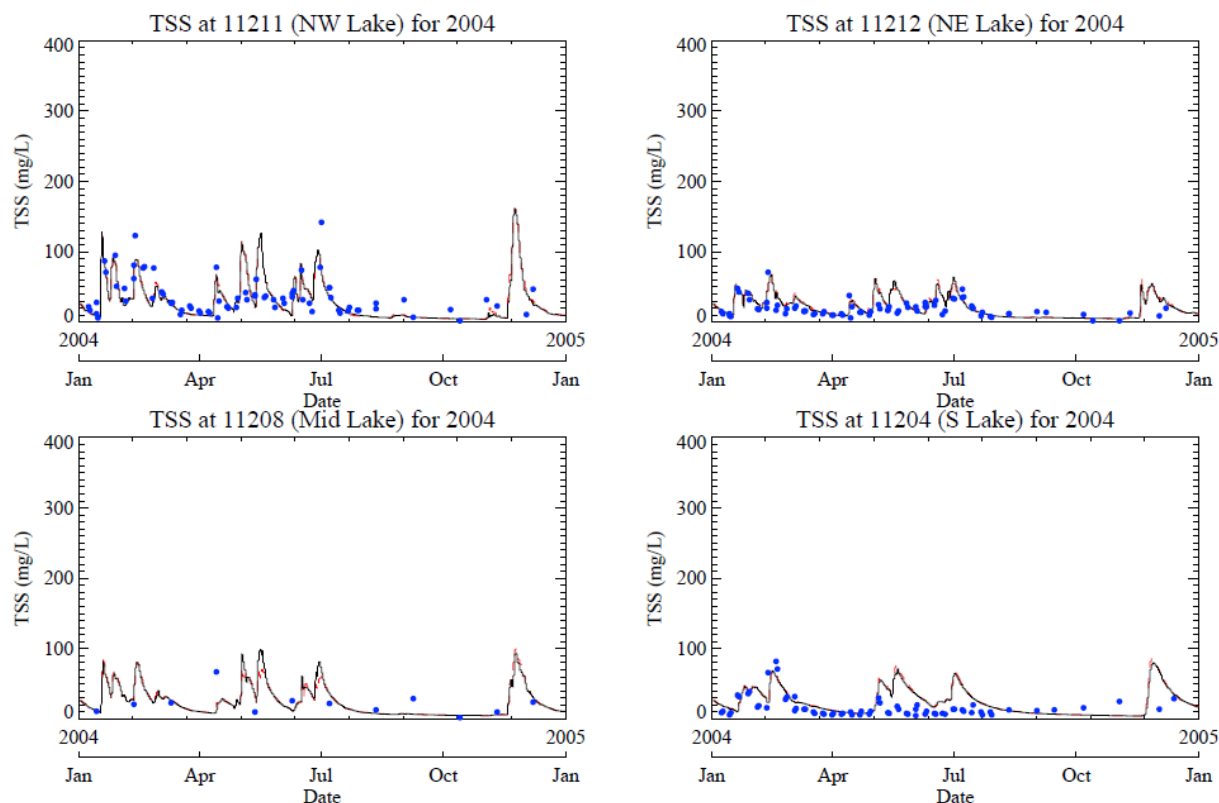 TSS at 11211 (NW Lake) for 2004
400
300
200
100
0
TSS (mg/L)
2004 2005
Jan Apr Jul Oct Jan
Date
TSS at 11212 (NE Lake) for 2004
400
300
200
100
0
TSS (mg/L)
2004 2005
Jan Apr Jul Oct Jan
Date
TSS at 11208 (Mid Lake) for 2004
400
300
200
100
0
TSS (mg/L)
2004 2005
Jan Apr Jul Oct Jan
Date
TSS at 11204 (S Lake) for 2004
400
300
200
100
0
TSS (mg/L)
2004 2005
Jan Apr Jul Oct Jan
Date